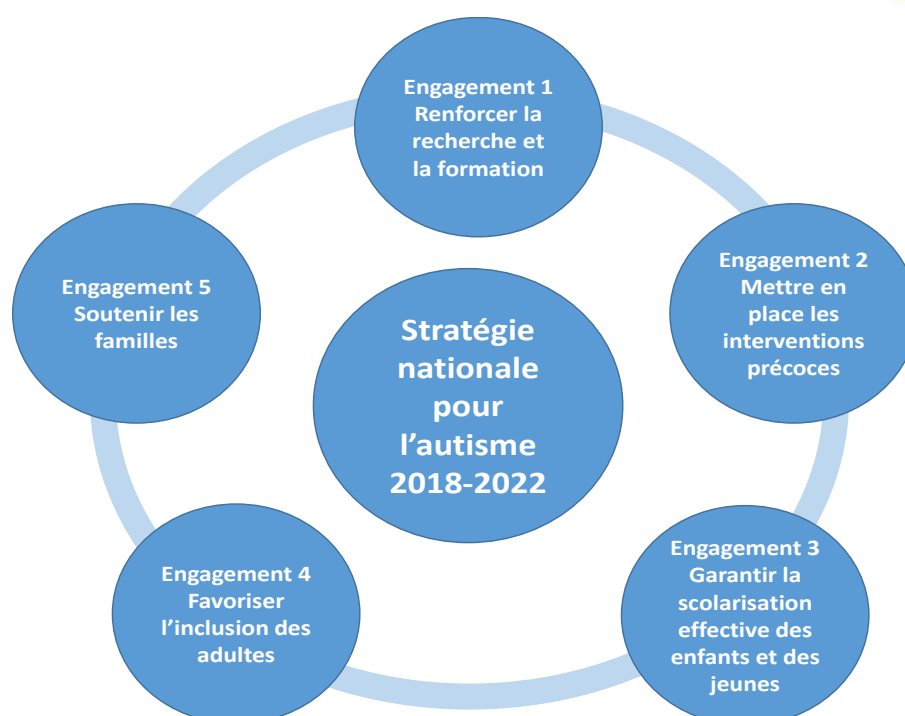 Engagement 1
Renforcer la
recherche et
la formation
Engagement 2
Mettre en
place les
interventions
précoces
Engagement 3
Garantir la
scolarisation
effective des
enfants et des
jeunes
Engagement 4
Favoriser
l’inclusion des
adultes
Engagement 5
Soutenir les
familles
Stratégie
nationale
pour
l’autisme
2018-2022